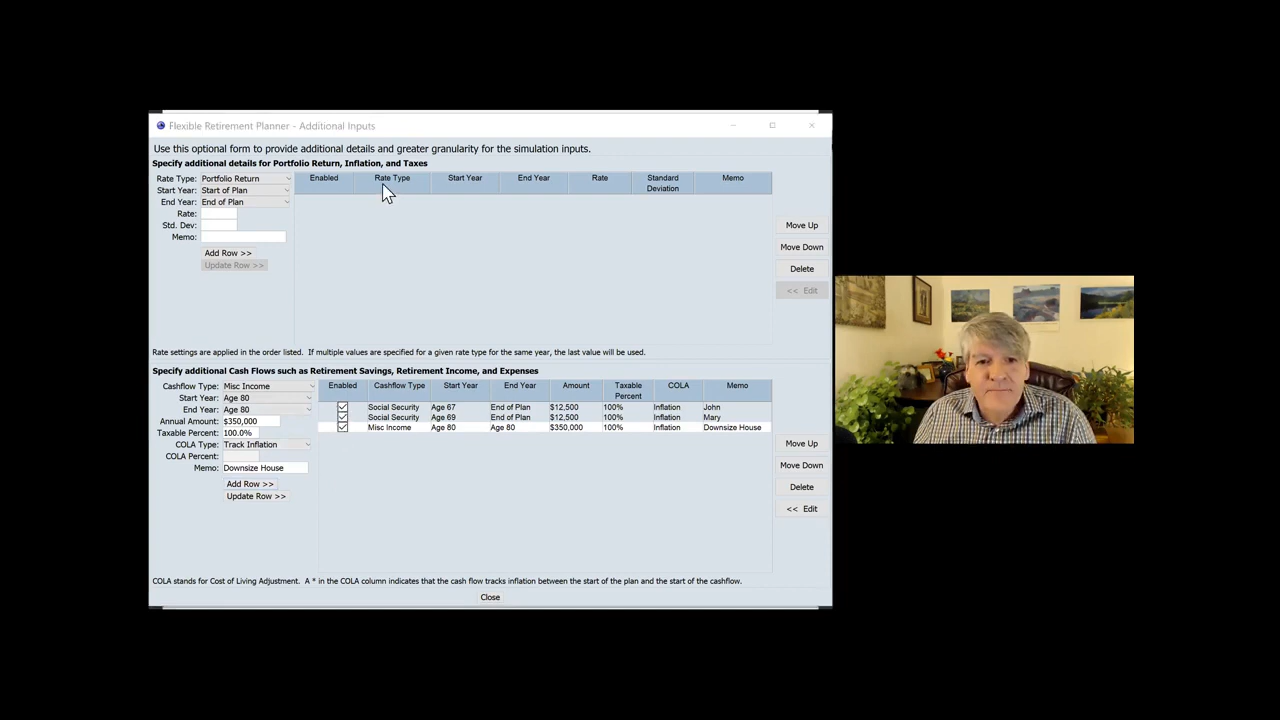 Flexible Retirement Planner - Additional Inputs
Use this optional form to provide additional details and greater granularity for the simulation inputs.
Specify additional details for Portfolio Return, Inflation, and Taxes
Rate Type: Portfolio Return
Start Year: Start of Plan
End Year: End of Plan
Rate:
Std. Dev:
Memo:
Add Row >>
Update Row >>
Enabled Rate Type Start Year End Year Rate Standard Deviation Memo
Move Up
Move Down
Delete
<< Edit
Rate settings are applied in the order listed. If multiple values are specified for a given rate type for the same year, the last value will be used.
Specify additional Cash Flows such as Retirement Savings, Retirement Income, and Expenses
Cashflow Type: Misc Income
Start Year: Age 80
End Year: Age 80
Annual Amount: $350,000
Taxable Percent: 100.0%
COLA Type: Track Inflation
COLA Percent:
Memo: Downsize House
Add Row >>
Update Row >>
Enabled Cashflow Type Start Year End Year Amount Taxable Percent COLA Memo
Social Security Age 67 End of Plan $12,500 100% Inflation John
Social Security Age 69 End of Plan $12,500 100% Inflation Mary
Misc Income Age 80 Age 80 $350,000 100% Inflation Downsize House
Move Up
Move Down
Delete
<< Edit
COLA stands for Cost of Living Adjustment. A * in the COLA column indicates that the cash flow tracks inflation between the start of the plan and the start of the cashflow.
Close